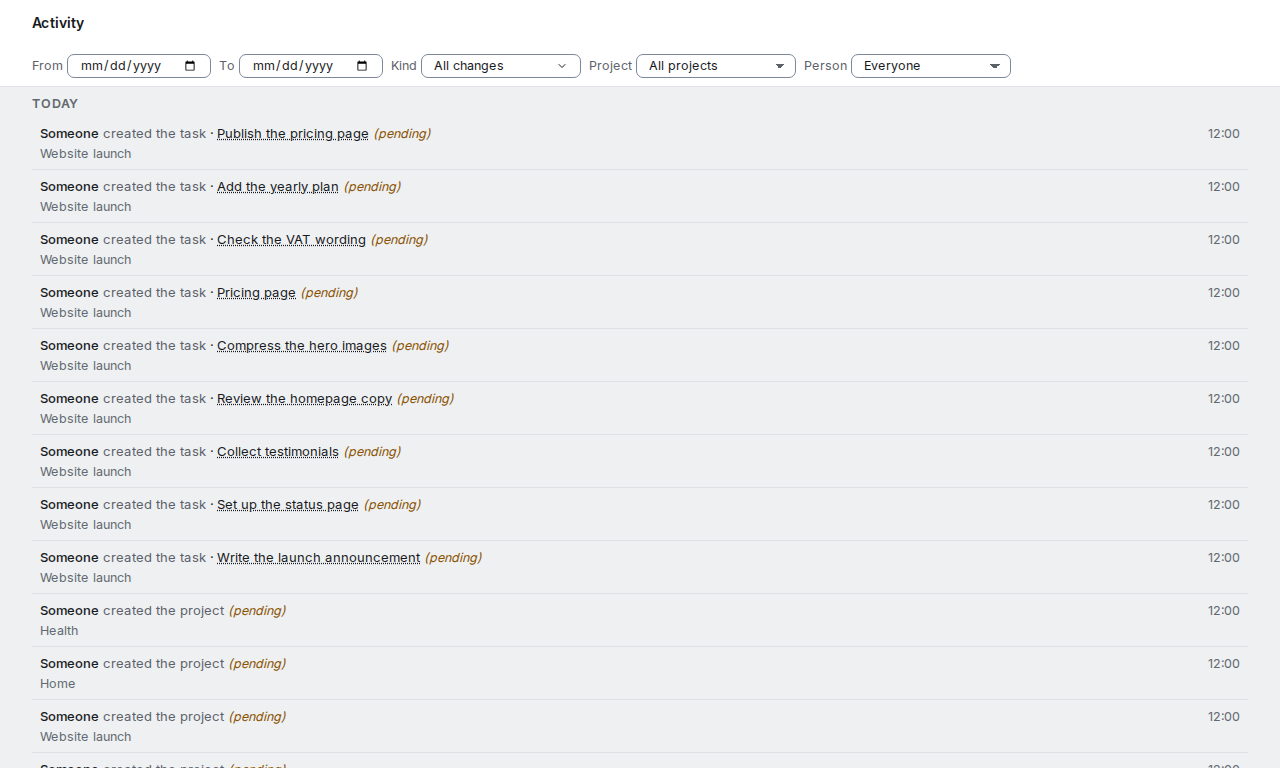 Activity
From mm/dd/yyyy To mm/dd/yyyy Kind All changes Project All projects Person Everyone
TODAY
Someone created the task · Publish the pricing page (pending) 12:00
Website launch
Someone created the task · Add the yearly plan (pending) 12:00
Website launch
Someone created the task · Check the VAT wording (pending) 12:00
Website launch
Someone created the task · Pricing page (pending) 12:00
Website launch
Someone created the task · Compress the hero images (pending) 12:00
Website launch
Someone created the task · Review the homepage copy (pending) 12:00
Website launch
Someone created the task · Collect testimonials (pending) 12:00
Website launch
Someone created the task · Set up the status page (pending) 12:00
Website launch
Someone created the task · Write the launch announcement (pending) 12:00
Website launch
Someone created the project (pending) 12:00
Health
Someone created the project (pending) 12:00
Home
Someone created the project (pending) 12:00
Website launch
Someone created the project (pending) 12:00